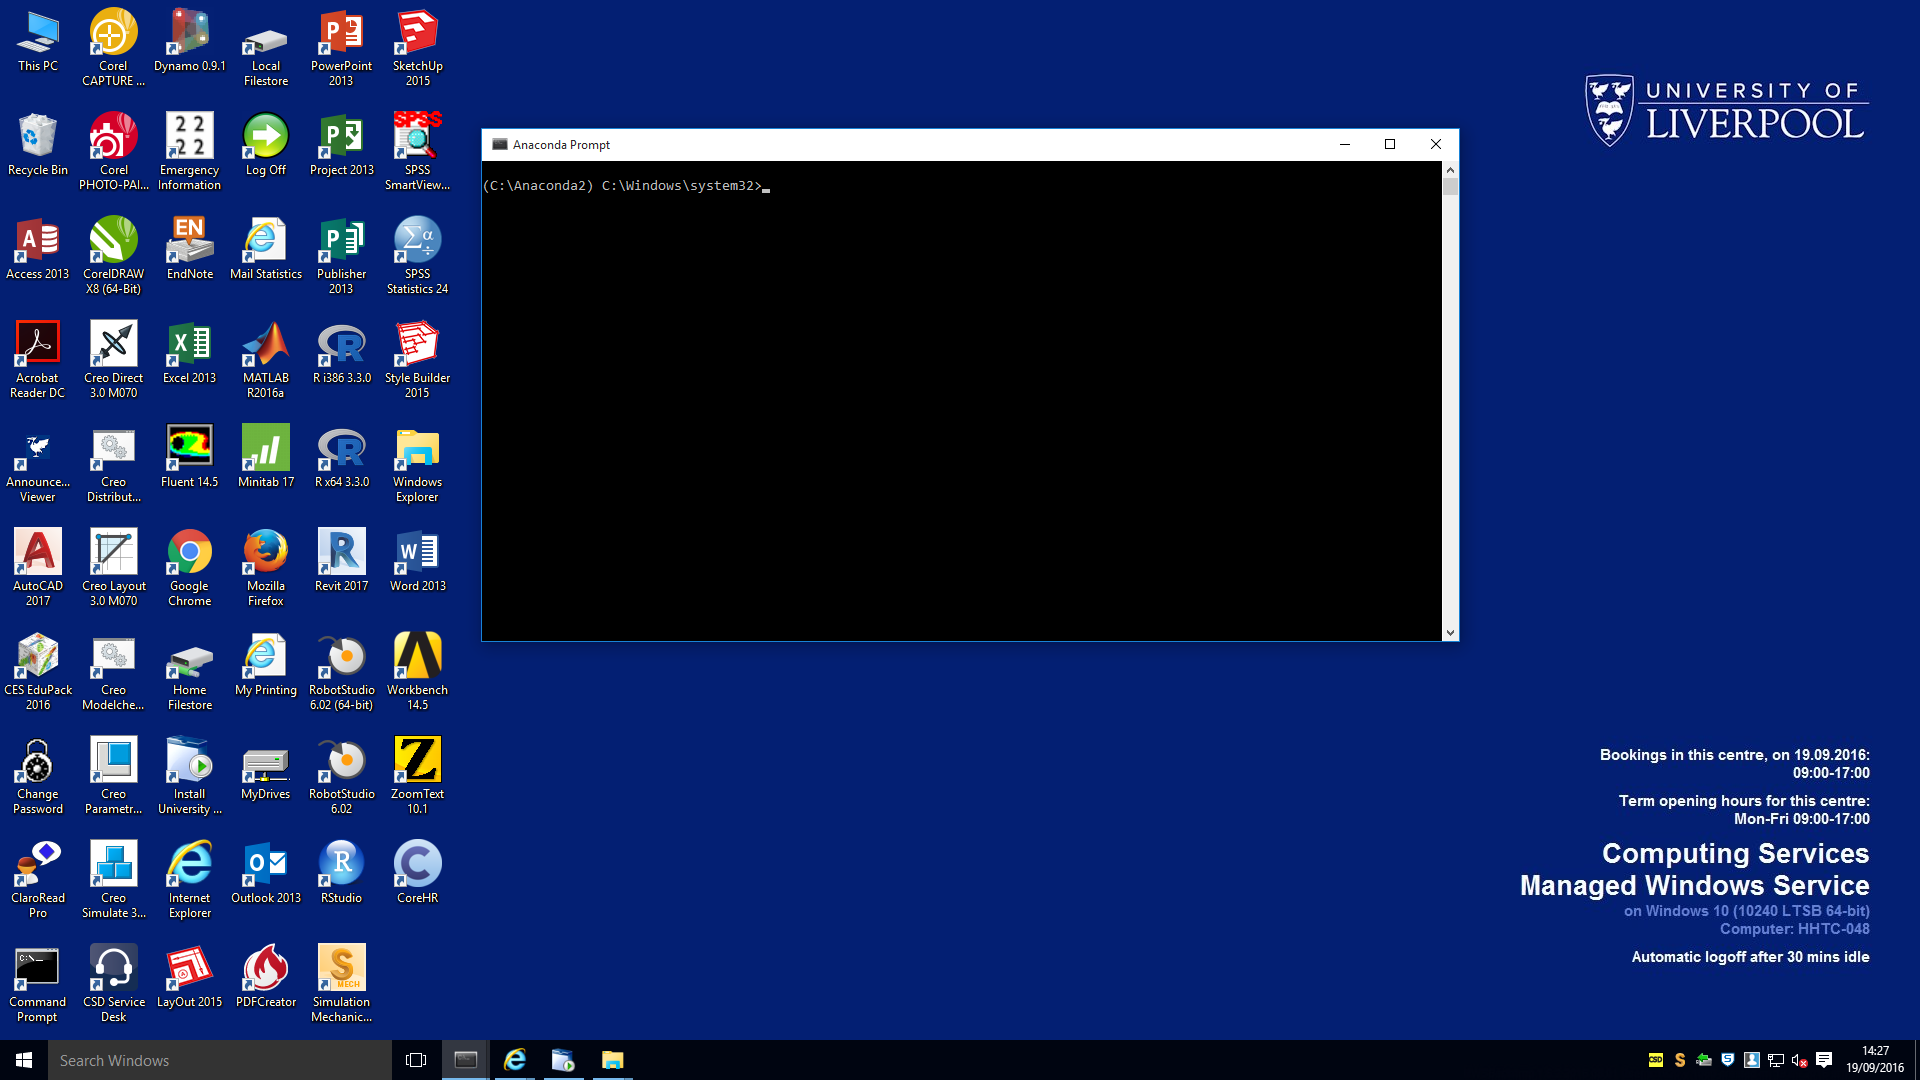 This PC
Corel
CAPTURE ...
Dynamo 0.9.1
Local
Filestore
PowerPoint
2013
SketchUp
2015
Recycle Bin
Corel
PHOTO-PAI...
2 2
2 2
Emergency
Information
Log Off
Project 2013
SPSS
SPSS
SmartView...
Access 2013
CorelDRAW
X8 (64-Bit)
EN
EndNote
Mail Statistics
Publisher
2013
SPSS
Statistics 24
Acrobat
Reader DC
Creo Direct
3.0 M070
Excel 2013
MATLAB
R2016a
R i386 3.3.0
Style Builder
2015
Announce...
Viewer
Creo
Distribut...
Fluent 14.5
Minitab 17
R x64 3.3.0
Windows
Explorer
AutoCAD
2017
Creo Layout
3.0 M070
Google
Chrome
Mozilla
Firefox
Revit 2017
Word 2013
CES EduPack
2016
Creo
Modelche...
Home
Filestore
My Printing
RobotStudio
6.02 (64-bit)
Workbench
14.5
Change
Password
Creo
Parametr...
Install
University ...
MyDrives
RobotStudio
6.02
ZoomText
10.1
ClaroRead
Pro
Creo
Simulate 3...
Internet
Explorer
Outlook 2013
RStudio
CoreHR
Command
Prompt
CSD Service
Desk
LayOut 2015
PDFCreator
MECH
Simulation
Mechanic...
Anaconda Prompt
(C:\Anaconda2) C:\Windows\system32>
UNIVERSITY OF
LIVERPOOL
Bookings in this centre, on 19.09.2016:
09:00-17:00
Term opening hours for this centre:
Mon-Fri 09:00-17:00
Computing Services
Managed Windows Service
on Windows 10 (10240 LTSB 64-bit)
Computer: HHTC-048
Automatic logoff after 30 mins idle
Search Windows
CSD
14:27
19/09/2016